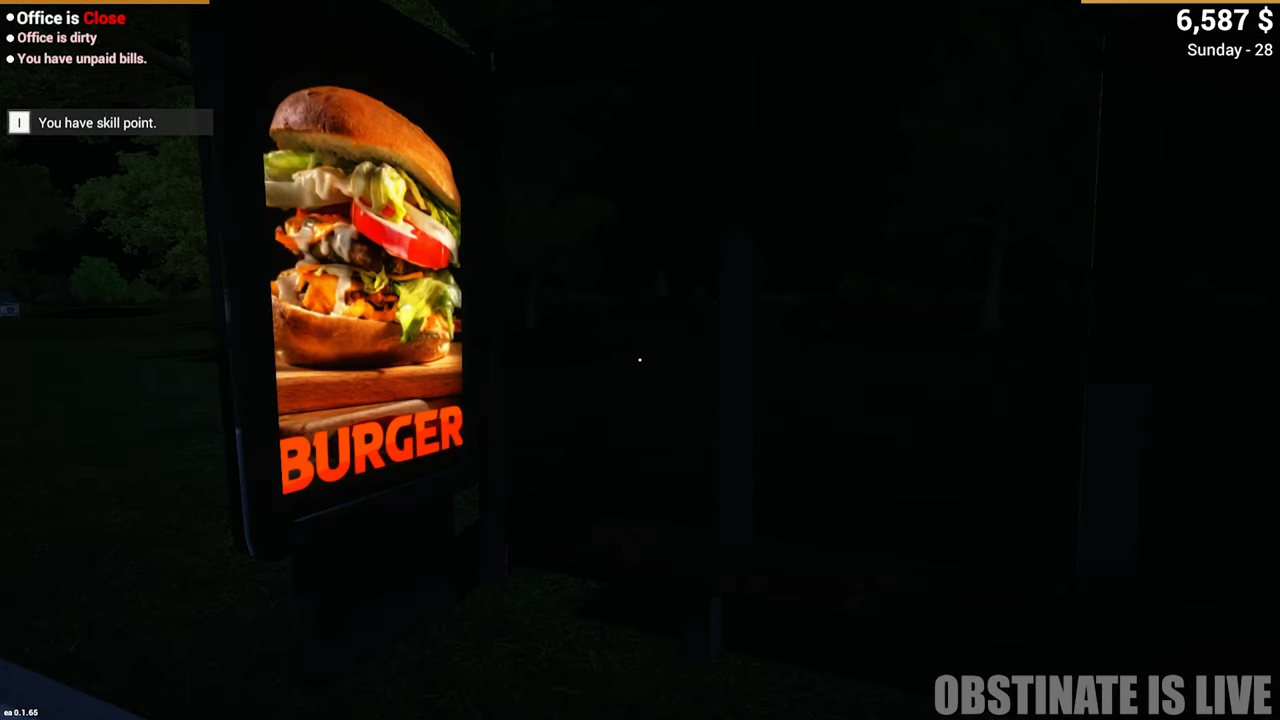 Office is Close
Office is dirty
You have unpaid bills.
I You have skill point.
6,587 $
Sunday - 28
BURGER
OBSTINATE IS LIVE
ea 0.1.65